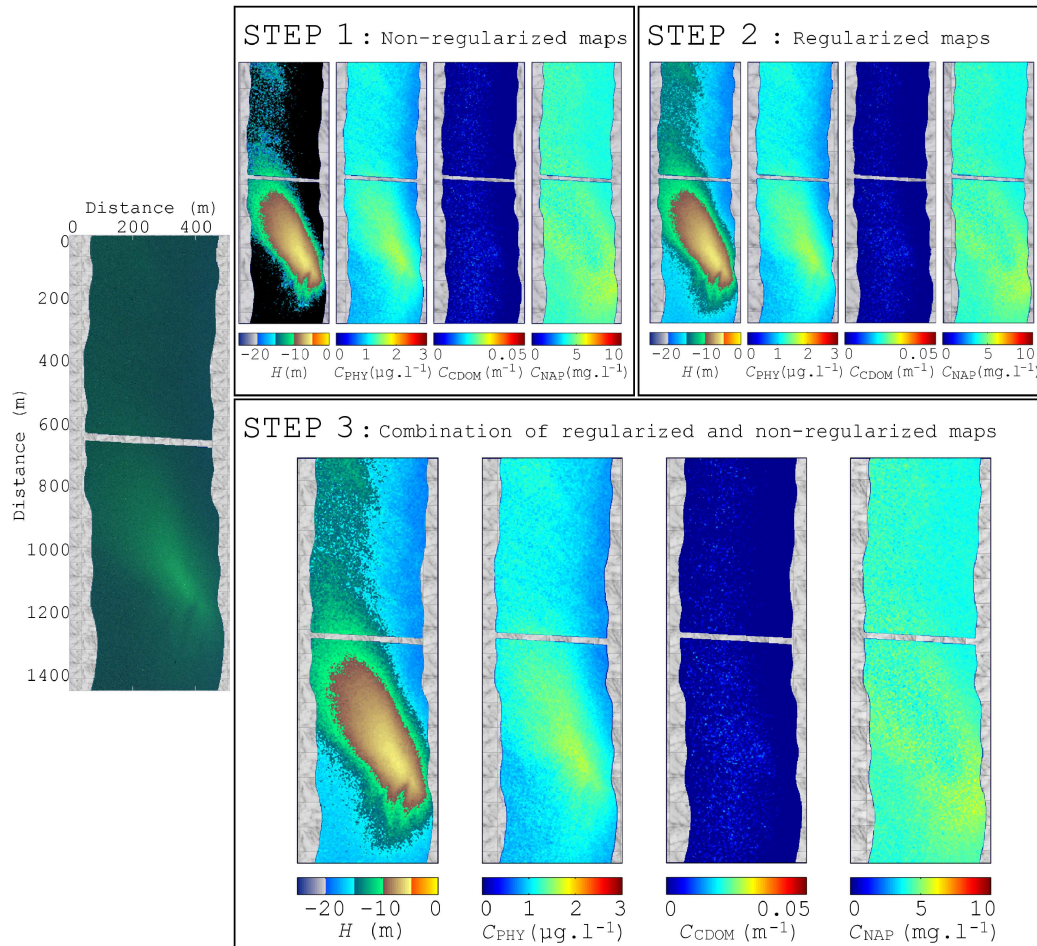 STEP 1 : Non-regularized maps
−20 −10 0
H(m)
0 1 2 3
CPHY(µg.l⁻¹)
0 0.05
CCDOM(m⁻¹)
0 5 10
CNAP(mg.l⁻¹)
STEP 2 : Regularized maps
−20 −10 0
H(m)
0 1 2 3
CPHY(µg.l⁻¹)
0 0.05
CCDOM(m⁻¹)
0 5 10
CNAP(mg.l⁻¹)
Distance (m)
200 400
Distance (m)
0
200
400
600
800
1000
1200
1400
STEP 3 : Combination of regularized and non-regularized maps
−20 −10 0
H (m)
0 1 2 3
CPHY(µg.l⁻¹)
0 0.05
CCDOM(m⁻¹)
0 5 10
CNAP(mg.l⁻¹)